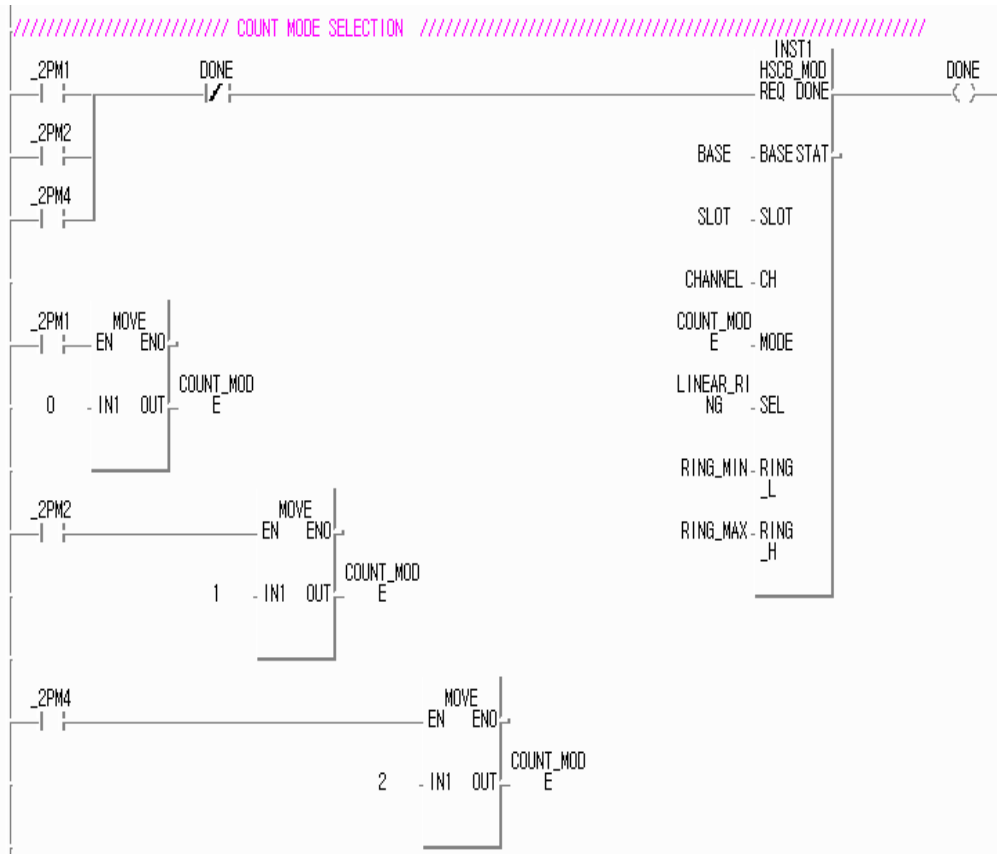 ////////////////////////// COUNT MODE SELECTION /////////////////////////////////////////////////////////////
INST1
_2PM1 DONE HSCB_MOD DONE
REQ DONE
_2PM2
BASE BASE STAT
_2PM4
SLOT SLOT
CHANNEL CH
_2PM1 MOVE COUNT_MOD
EN ENO E MODE
COUNT_MOD LINEAR_RI
0 IN1 OUT E NG SEL
RING_MIN RING
_L
_2PM2 MOVE
EN ENO RING_MAX RING
_H
COUNT_MOD
1 IN1 OUT E
_2PM4 MOVE
EN ENO
COUNT_MOD
2 IN1 OUT E